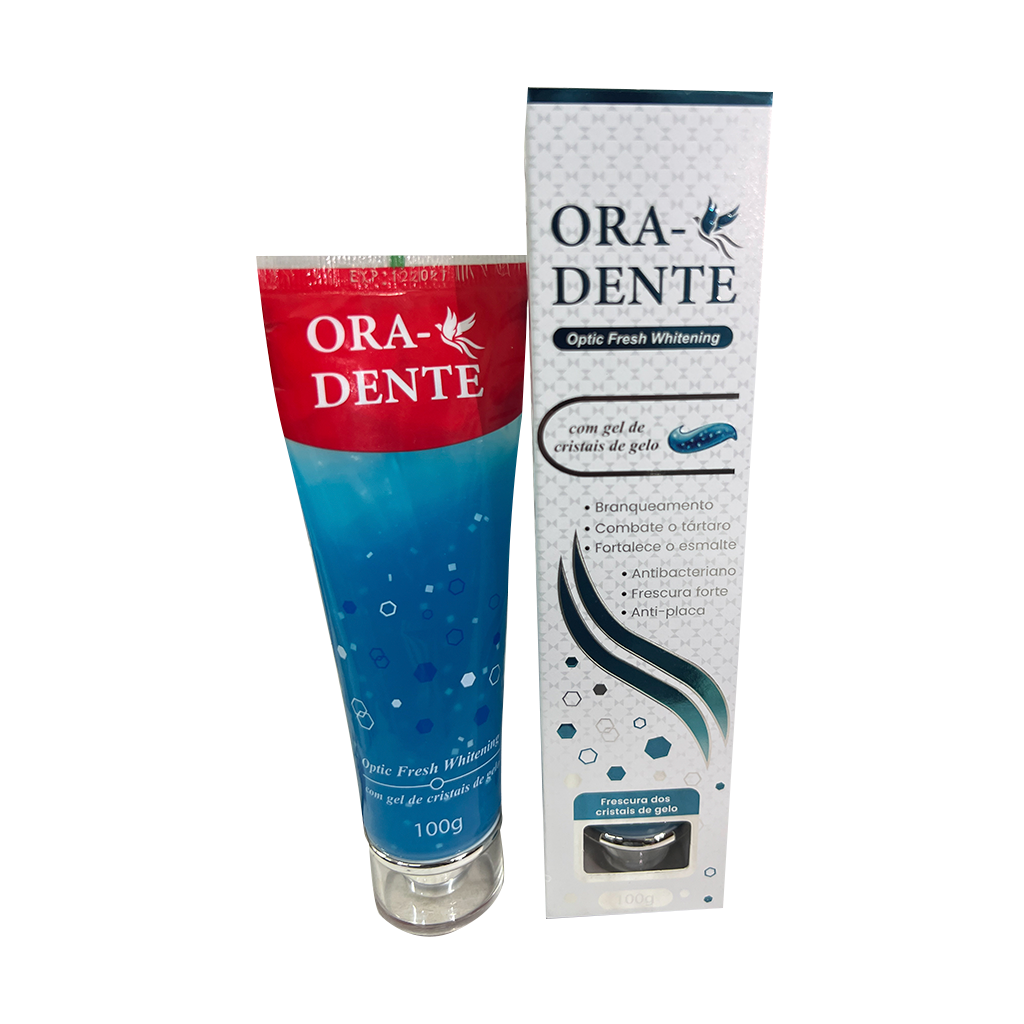 EXP 122027
ORA-
DENTE
Optic Fresh Whitening
com gel de cristais de gelo
100g
ORA-
DENTE
Optic Fresh Whitening
com gel de
cristais de gelo
• Branqueamento
• Combate o tártaro
• Fortalece o esmalte
• Antibacteriano
• Frescura forte
• Anti-placa
Frescura dos
cristais de gelo
100g